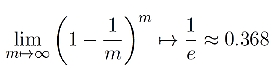 lim_{m↦∞} (1 − 1/m)^m ↦ 1/e ≈ 0.368